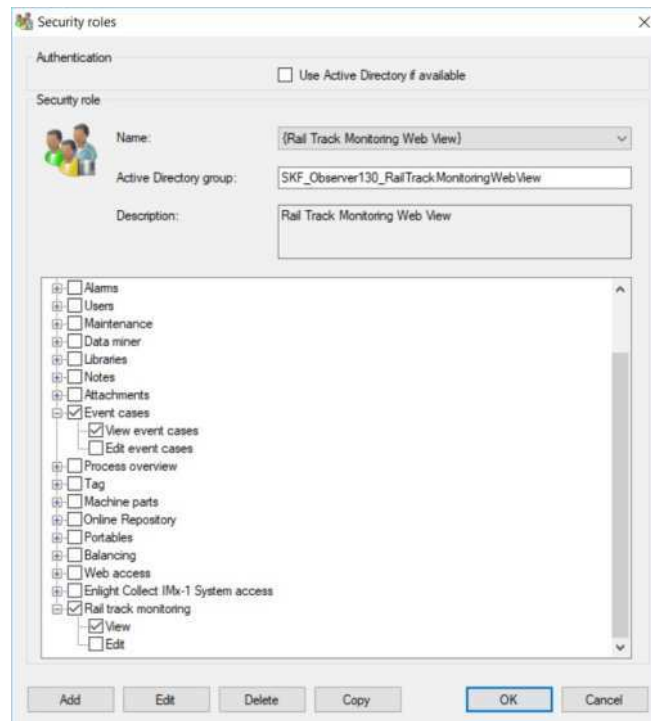 Security roles
Authentication
Use Active Directory if available
Security role
Name:
{Rail Track Monitoring Web View}
Active Directory group:
SKF_Observer130_RailTrackMonitoringWebView
Description:
Rail Track Monitoring Web View
Alarms
Users
Maintenance
Data miner
Libraries
Notes
Attachments
Event cases
View event cases
Edit event cases
Process overview
Tag
Machine parts
Online Repository
Portables
Balancing
Web access
Enlight Collect IMx-1 System access
Rail track monitoring
View
Edit
Add Edit Delete Copy OK Cancel